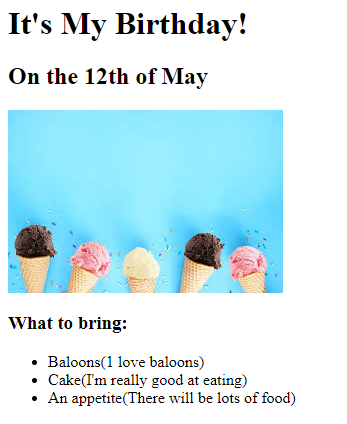 It's My Birthday!
On the 12th of May
What to bring:
Baloons(1 love baloons)
Cake(I'm really good at eating)
An appetite(There will be lots of food)